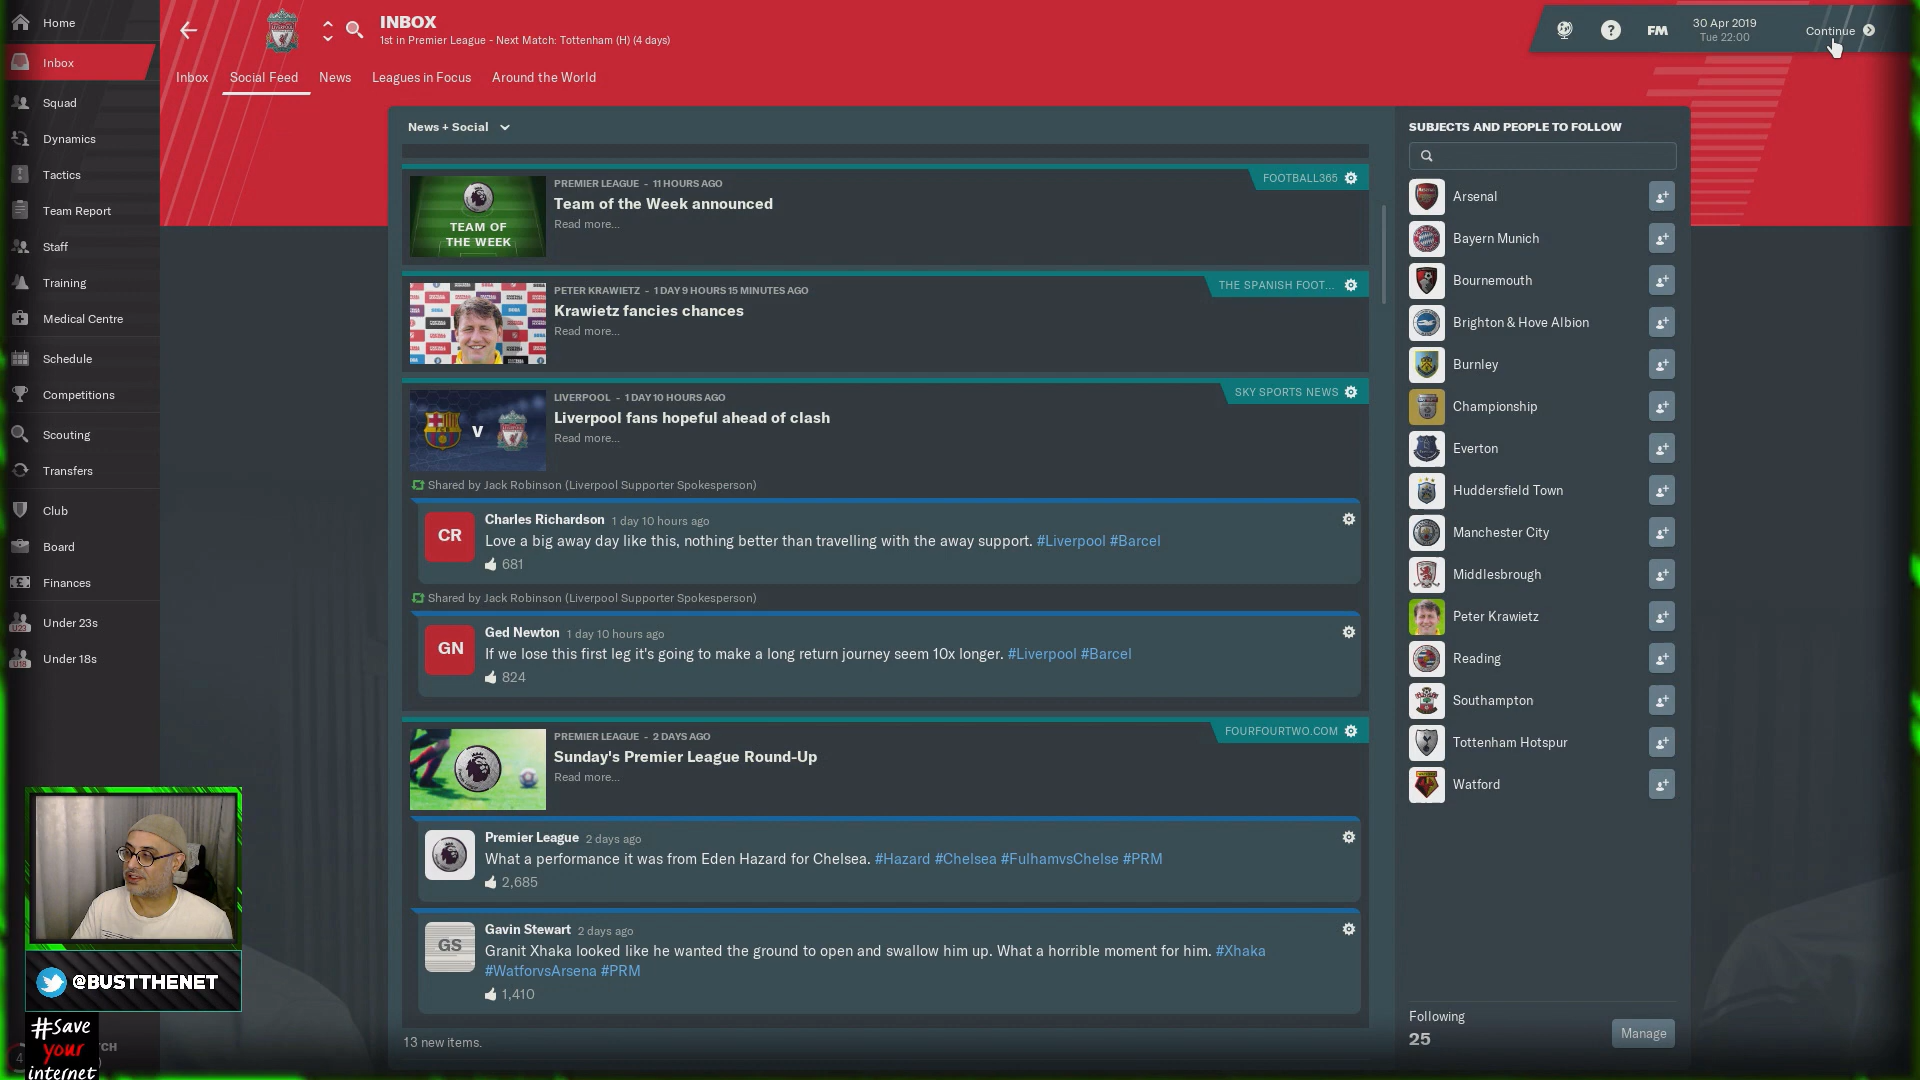 Home
Inbox
Squad
Dynamics
Tactics
Team Report
Staff
Training
Medical Centre
Schedule
Competitions
Scouting
Transfers
Club
Board
Finances
Under 23s
Under 18s
INBOX
1st in Premier League - Next Match: Tottenham (H) (4 days)
Inbox Social Feed News Leagues in Focus Around the World
? FM 30 Apr 2019 Continue
Tue 22:00
News + Social
PREMIER LEAGUE - 11 HOURS AGO FOOTBALL365
Team of the Week announced
Read more...
TEAM OF
THE WEEK
PETER KRAWIETZ - 1 DAY 9 HOURS 15 MINUTES AGO THE SPANISH FOOT...
Krawietz fancies chances
Read more...
LIVERPOOL - 1 DAY 10 HOURS AGO SKY SPORTS NEWS
Liverpool fans hopeful ahead of clash
V
Read more...
Shared by Jack Robinson (Liverpool Supporter Spokesperson)
CR
Charles Richardson 1 day 10 hours ago
Love a big away day like this, nothing better than travelling with the away support. #Liverpool #Barcel
681
Shared by Jack Robinson (Liverpool Supporter Spokesperson)
GN
Ged Newton 1 day 10 hours ago
If we lose this first leg it's going to make a long return journey seem 10x longer. #Liverpool #Barcel
824
PREMIER LEAGUE - 2 DAYS AGO FOURFOURTWO.COM
Sunday's Premier League Round-Up
Read more...
Premier League 2 days ago
What a performance it was from Eden Hazard for Chelsea. #Hazard #Chelsea #FulhamvsChelse #PRM
2,685
GS
Gavin Stewart 2 days ago
Granit Xhaka looked like he wanted the ground to open and swallow him up. What a horrible moment for him. #Xhaka
#WatforvsArsena #PRM
1,410
13 new items.
SUBJECTS AND PEOPLE TO FOLLOW
Arsenal
Bayern Munich
Bournemouth
Brighton & Hove Albion
Burnley
Championship
Everton
Huddersfield Town
Manchester City
Middlesbrough
Peter Krawietz
Reading
Southampton
Tottenham Hotspur
Watford
Following
25
Manage
@BUSTTHENET
#Save
your
internet
CH
4